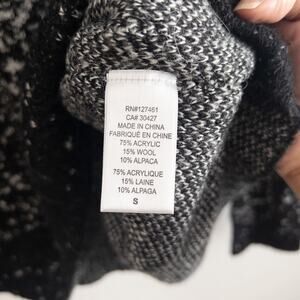 RN#127461
CA# 30427
MADE IN CHINA
FABRIQUÉ EN CHINE
75% ACRYLIC
15% WOOL
10% ALPACA
75% ACRYLIQUE
15% LAINE
10% ALPAGA
S